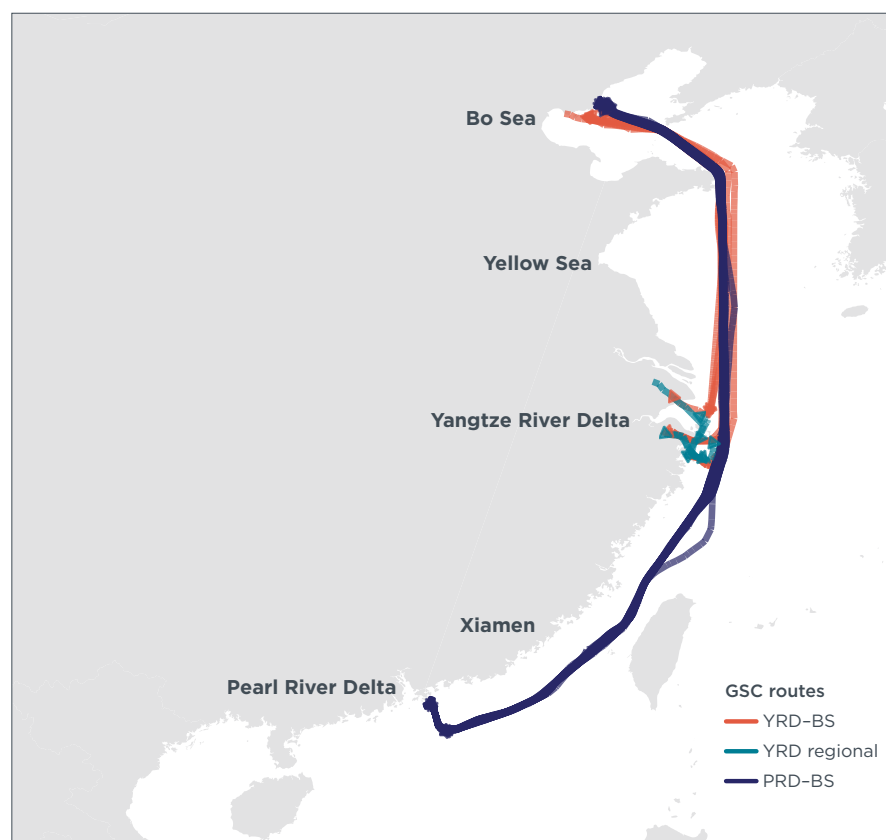 Bo Sea
Yellow Sea
Yangtze River Delta
Xiamen
Pearl River Delta
GSC routes
YRD–BS
YRD regional
PRD–BS